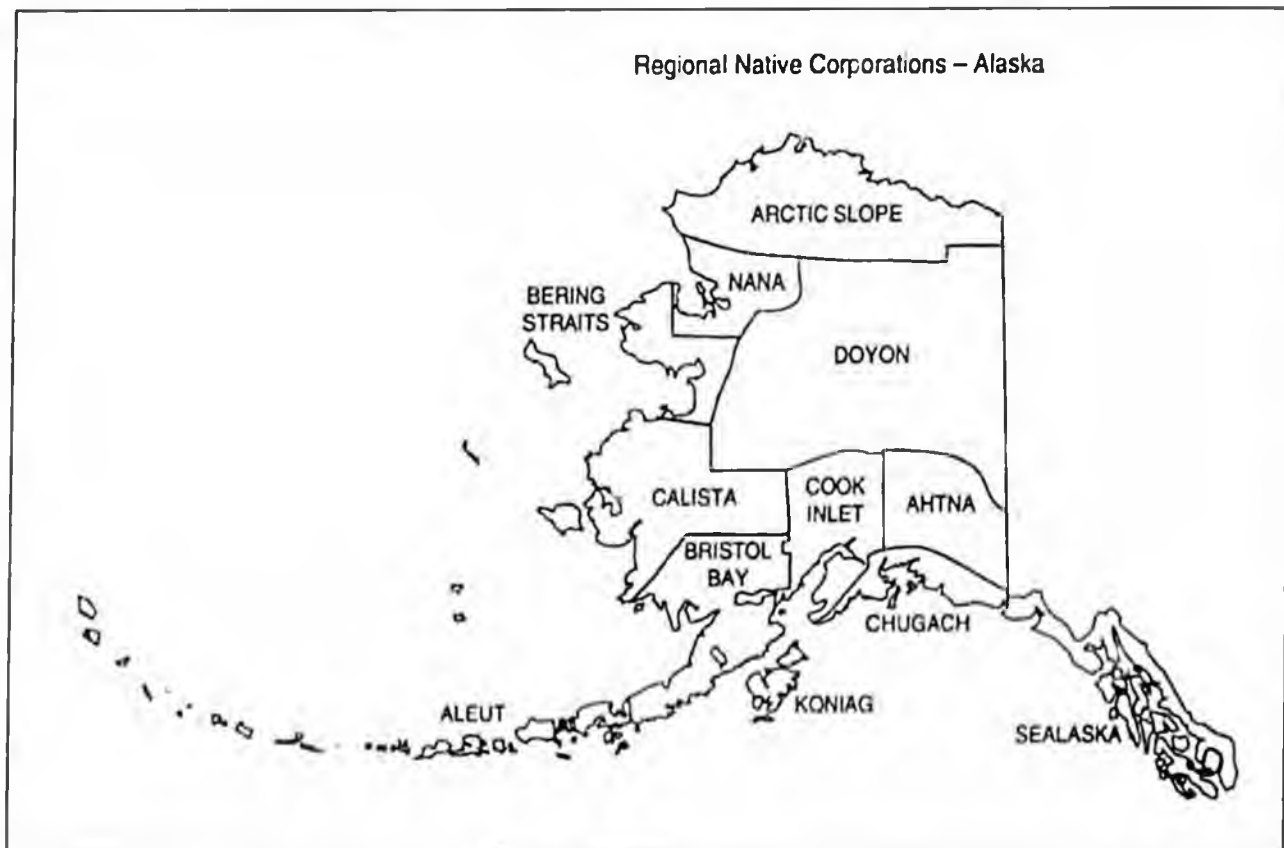 Regional Native Corporations – Alaska
ARCTIC SLOPE
NANA
BERING
STRAITS
DOYON
CALISTA
COOK
INLET
AHTNA
BRISTOL
BAY
CHUGACH
ALEUT
KONIAG
SEALASKA